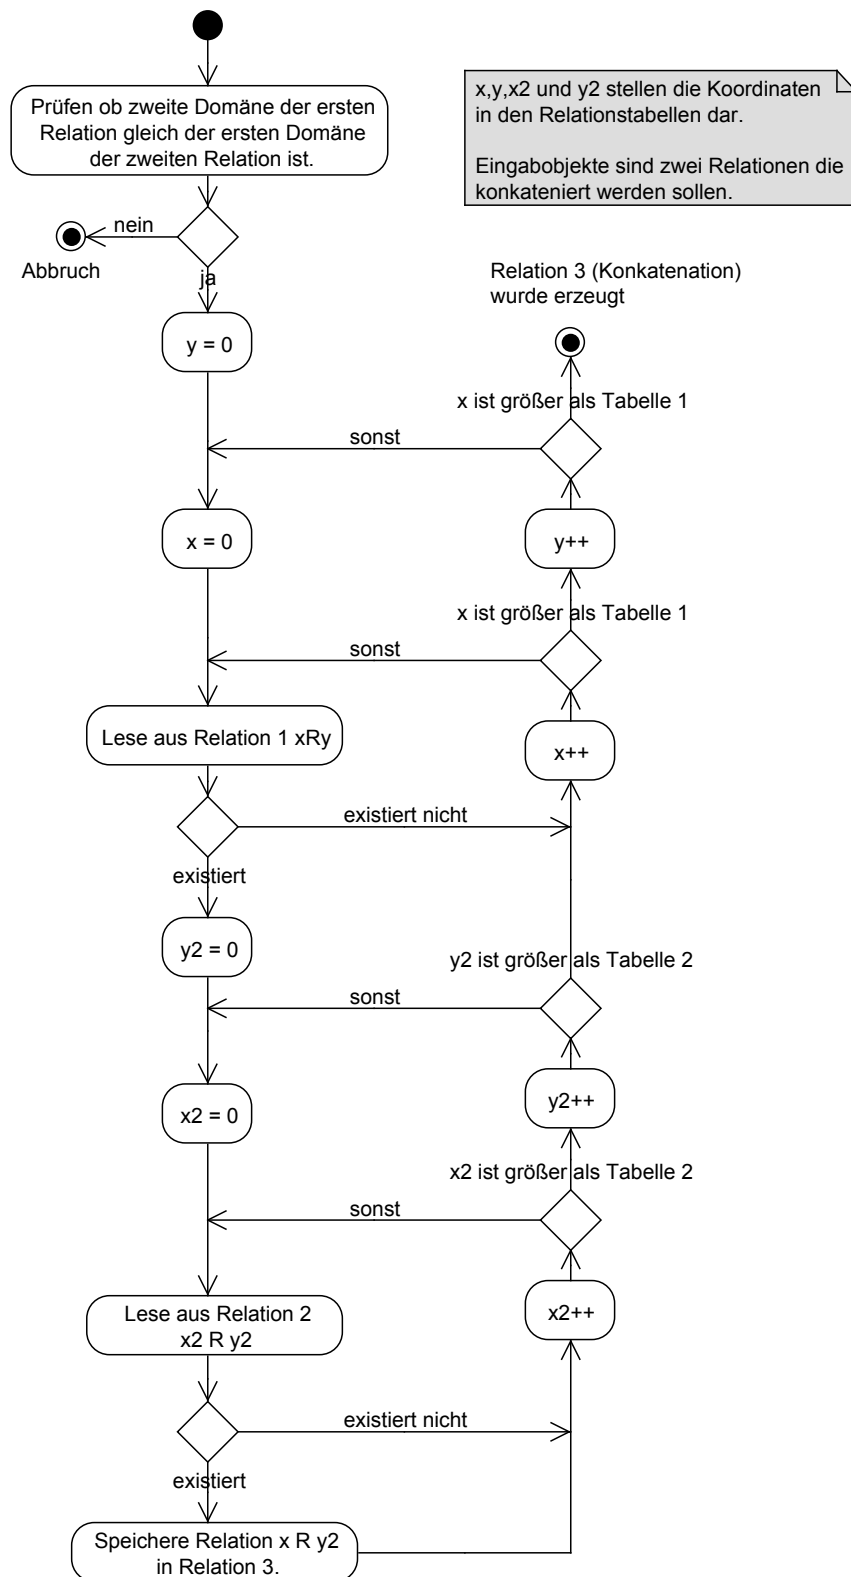 Prüfen ob zweite Domäne der ersten
Relation gleich der ersten Domäne
der zweiten Relation ist.
x,y,x2 und y2 stellen die Koordinaten
in den Relationstabellen dar.
Eingabobjekte sind zwei Relationen die
konkateniert werden sollen.
nein
Abbruch
ja
Relation 3 (Konkatenation)
wurde erzeugt
y = 0
x ist größer als Tabelle 1
sonst
x = 0
y++
x ist größer als Tabelle 1
sonst
Lese aus Relation 1 xRy
x++
existiert nicht
existiert
y2 = 0
y2 ist größer als Tabelle 2
sonst
x2 = 0
y2++
x2 ist größer als Tabelle 2
sonst
Lese aus Relation 2
x2 R y2
x2++
existiert nicht
existiert
Speichere Relation x R y2
in Relation 3.